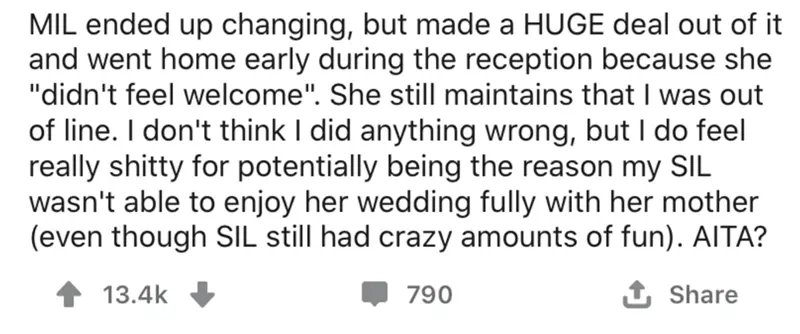 MIL ended up changing, but made a HUGE deal out of it
and went home early during the reception because she
"didn't feel welcome". She still maintains that I was out
of line. I don't think I did anything wrong, but I do feel
really shitty for potentially being the reason my SIL
wasn't able to enjoy her wedding fully with her mother
(even though SIL still had crazy amounts of fun). AITA?
13.4k 790 Share